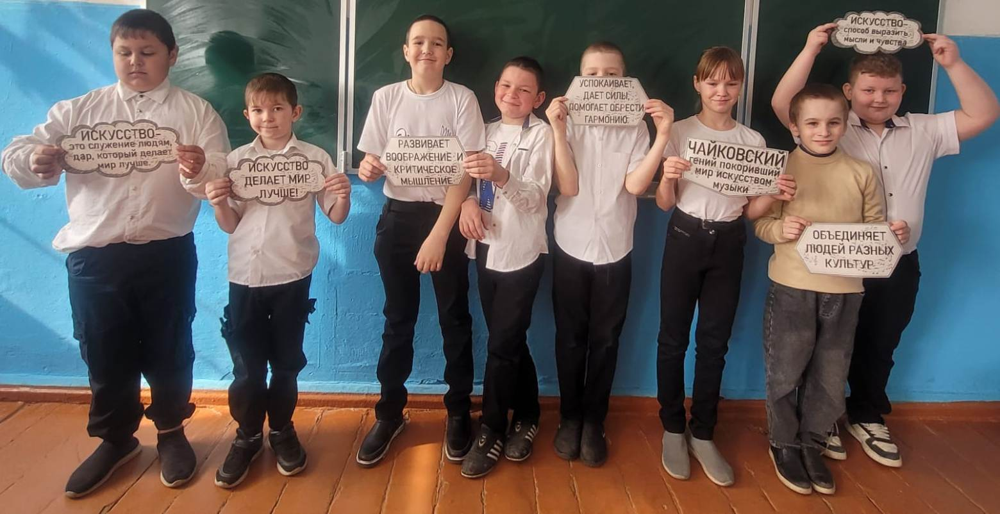 ИСКУССТВО-
это служение людям,
дар, который делает
мир лучше.
ИСКУССТВО
ДЕЛАЕТ МИР
ЛУЧШЕ!
РАЗВИВАЕТ
ВООБРАЖЕНИЕ И
КРИТИЧЕСКОЕ
МЫШЛЕНИЕ
УСПОКАИВАЕТ,
ДАЕТ СИЛЫ,
ПОМОГАЕТ ОБРЕСТИ
ГАРМОНИЮ.
ЧАЙКОВСКИЙ
гений покоривший
мир искусством
музыки
ОБЪЕДИНЯЕТ
ЛЮДЕЙ РАЗНЫХ
КУЛЬТУР
ИСКУССТВО-
способ выразить
мысли и чувства